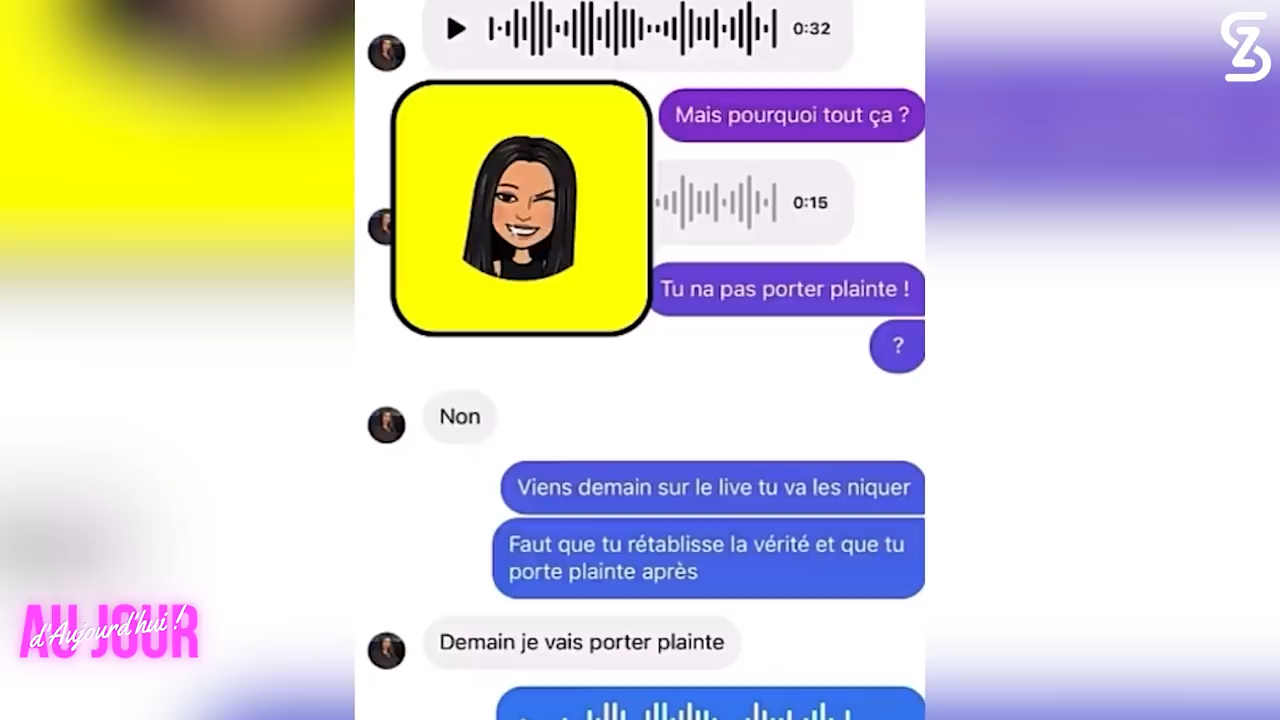 0:32
Mais pourquoi tout ça ?
0:15
Tu na pas porter plainte !
?
Non
Viens demain sur le live tu va les niquer
Faut que tu rétablisse la vérité et que tu
porte plainte après
Demain je vais porter plainte
AU JOUR
d'Aujourd'hui !